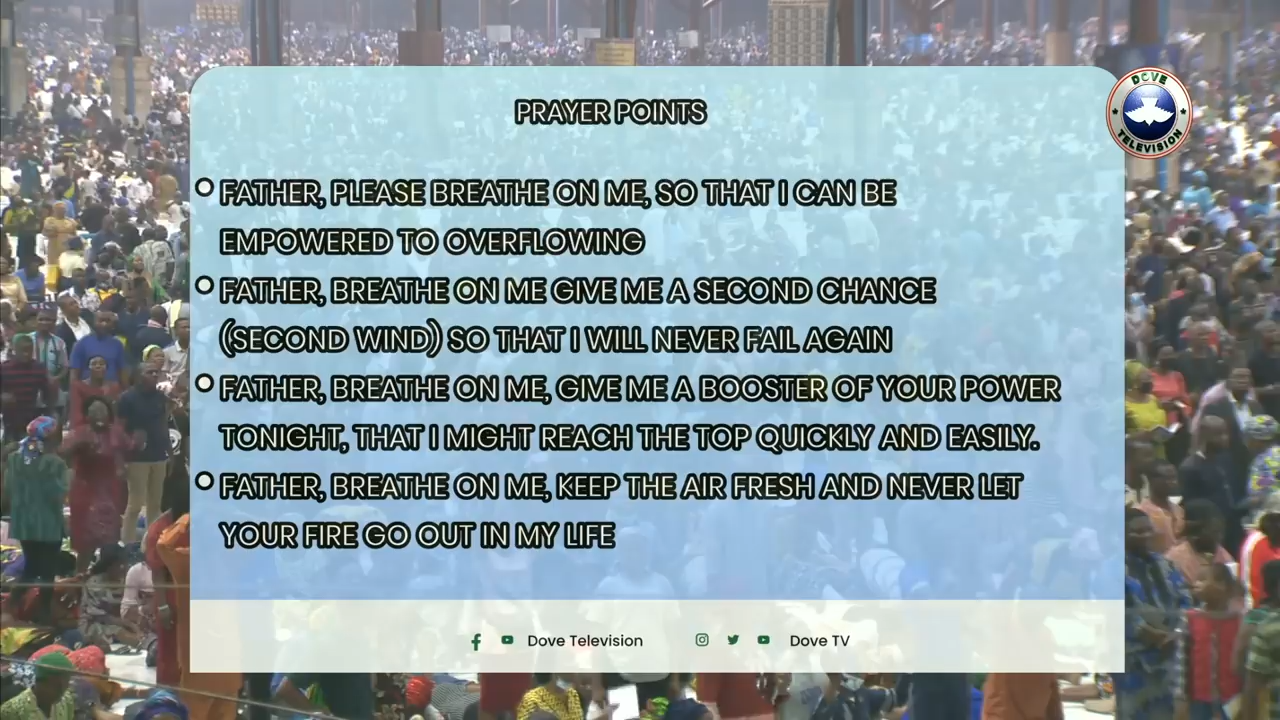 PRAYER POINTS
DOVE
TELEVISION
FATHER, PLEASE BREATHE ON ME, SO THAT I CAN BE
EMPOWERED TO OVERFLOWING
FATHER, BREATHE ON ME GIVE ME A SECOND CHANCE
(SECOND WIND) SO THAT I WILL NEVER FAIL AGAIN
FATHER, BREATHE ON ME, GIVE ME A BOOSTER OF YOUR POWER
TONIGHT, THAT I MIGHT REACH THE TOP QUICKLY AND EASILY.
FATHER, BREATHE ON ME, KEEP THE AIR FRESH AND NEVER LET
YOUR FIRE GO OUT IN MY LIFE
Dove Television Dove TV